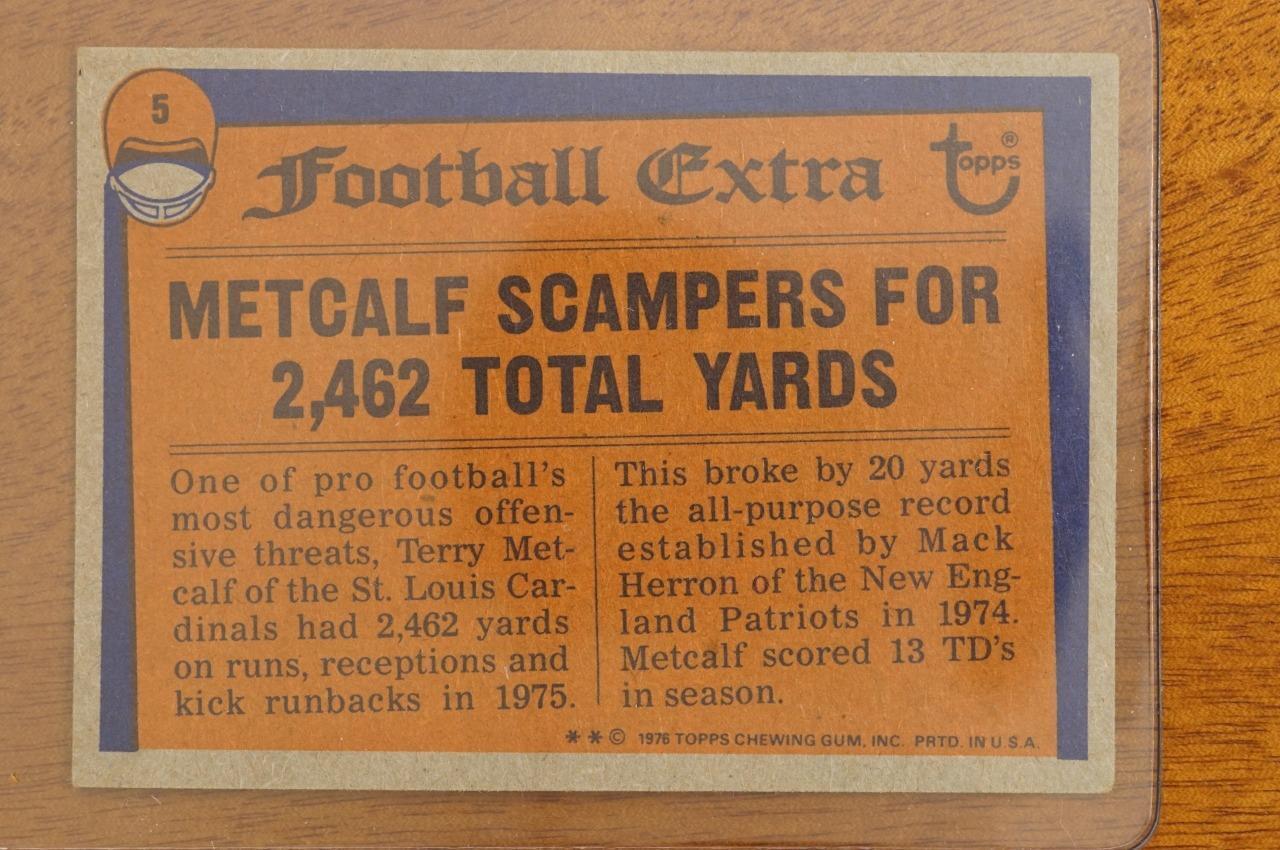 5
Football Extra
Topps ®
METCALF SCAMPERS FOR
2,462 TOTAL YARDS
One of pro football's
most dangerous offen-
sive threats, Terry Met-
calf of the St. Louis Car-
dinals had 2,462 yards
on runs, receptions and
kick runbacks in 1975.
This broke by 20 yards
the all-purpose record
established by Mack
Herron of the New Eng-
land Patriots in 1974.
Metcalf scored 13 TD's
in season.
* * © 1976 TOPPS CHEWING GUM, INC. PRTD. IN U.S.A.